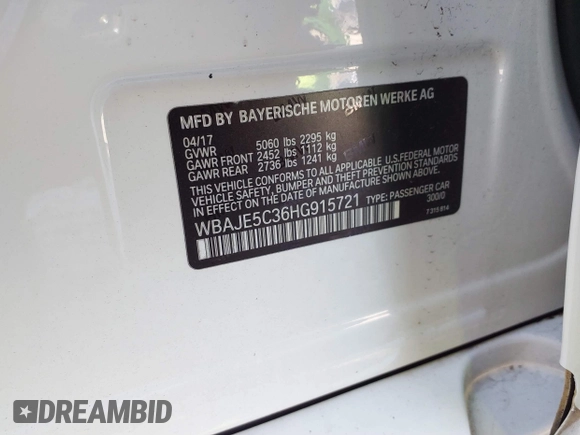 MFD BY BAYERISCHE MOTOREN WERKE AG
04/17
GVWR 5060 lbs 2295 kg
GAWR FRONT 2452 lbs 1112 kg
GAWR REAR 2736 lbs 1241 kg
THIS VEHICLE CONFORMS TO ALL APPLICABLE U.S.FEDERAL MOTOR
VEHICLE SAFETY, BUMPER AND THEFT PREVENTION STANDARDS
IN EFFECT ON THE DATE OF MANUFACTURE SHOWN ABOVE.
WBAJE5C36HG915721 TYPE: PASSENGER CAR
300/0
T 315 914
DREAMBID